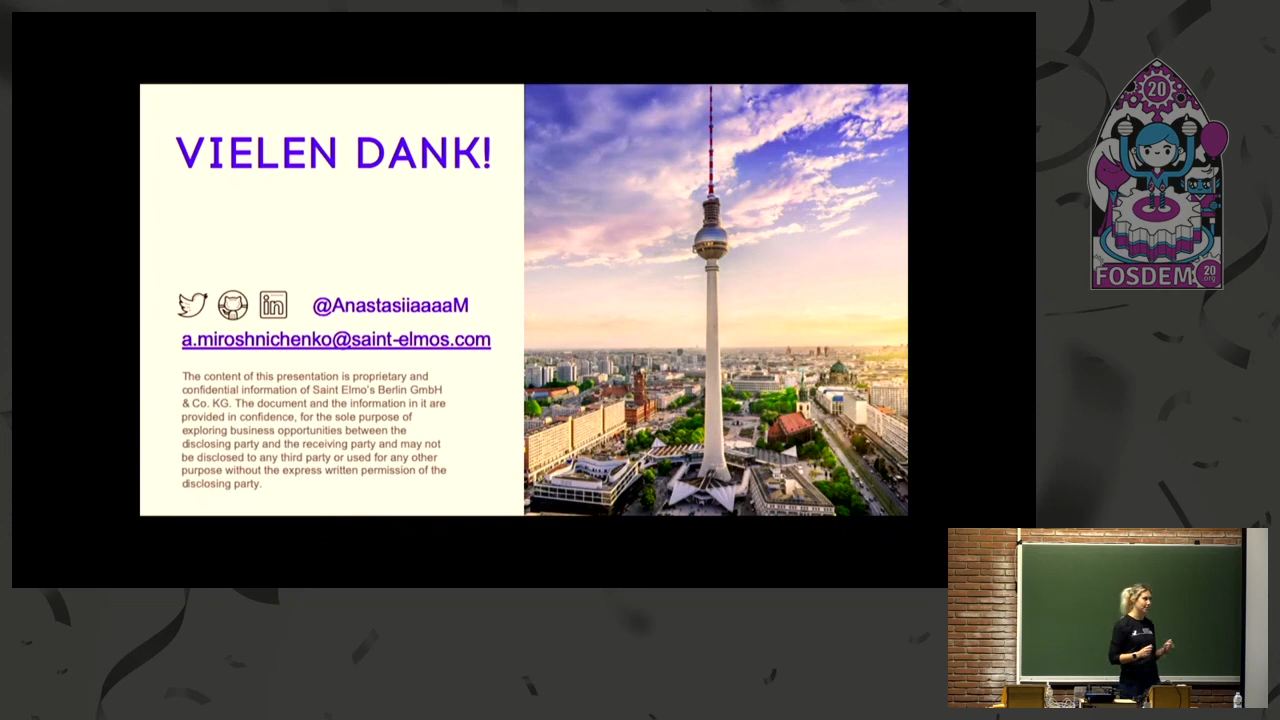 VIELEN DANK!
@AnastasiiaaaaM
a.miroshnichenko@saint-elmos.com
The content of this presentation is proprietary and
confidential information of Saint Elmo's Berlin GmbH
& Co. KG. The document and the information in it are
provided in confidence, for the sole purpose of
exploring business opportunities between the
disclosing party and the receiving party and may not
be disclosed to any third party or used for any other
purpose without the express written permission of the
disclosing party.
20
FOSDEM
20
.org